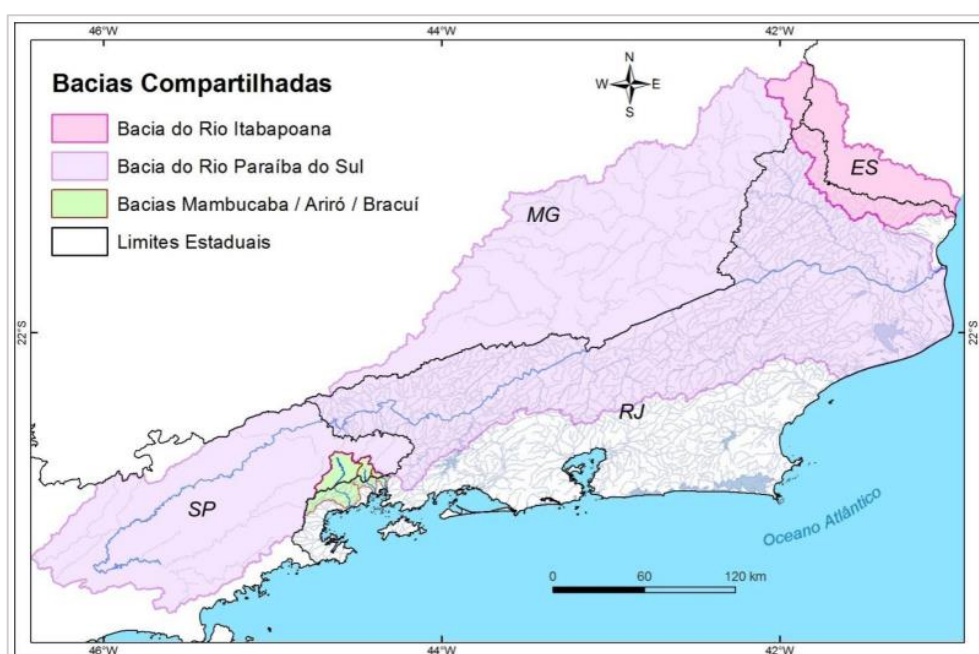 46°W
44°W
42°W
Bacias Compartilhadas
Bacia do Rio Itabapoana
Bacia do Rio Paraíba do Sul
Bacias Mambucaba / Ariró / Bracuí
Limites Estaduais
N
W E
S
ES
MG
22°S
22°S
RJ
SP
Oceano Atlântico
0 60 120 km
46°W
44°W
42°W